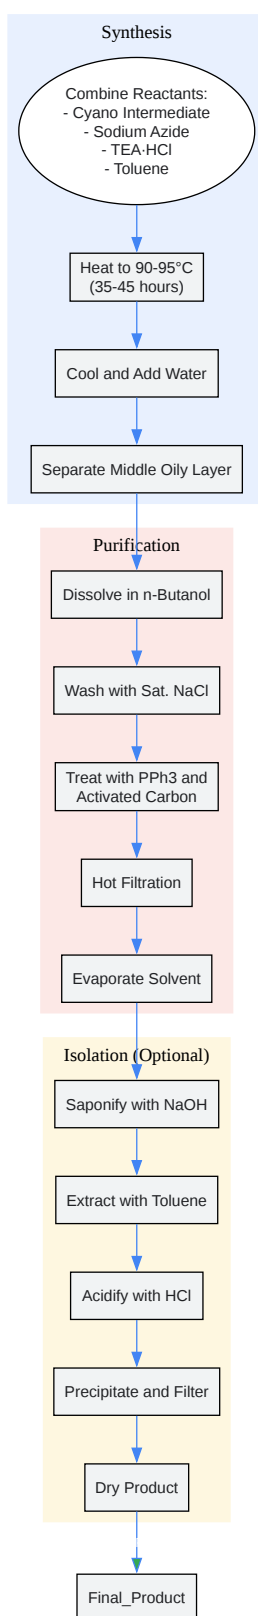 Synthesis
Combine Reactants:
- Cyano Intermediate
- Sodium Azide
- TEA·HCl
- Toluene
Heat to 90-95°C
(35-45 hours)
Cool and Add Water
Separate Middle Oily Layer
Purification
Dissolve in n-Butanol
Wash with Sat. NaCl
Treat with PPh3 and
Activated Carbon
Hot Filtration
Evaporate Solvent
Isolation (Optional)
Saponify with NaOH
Extract with Toluene
Acidify with HCl
Precipitate and Filter
Dry Product
Final_Product